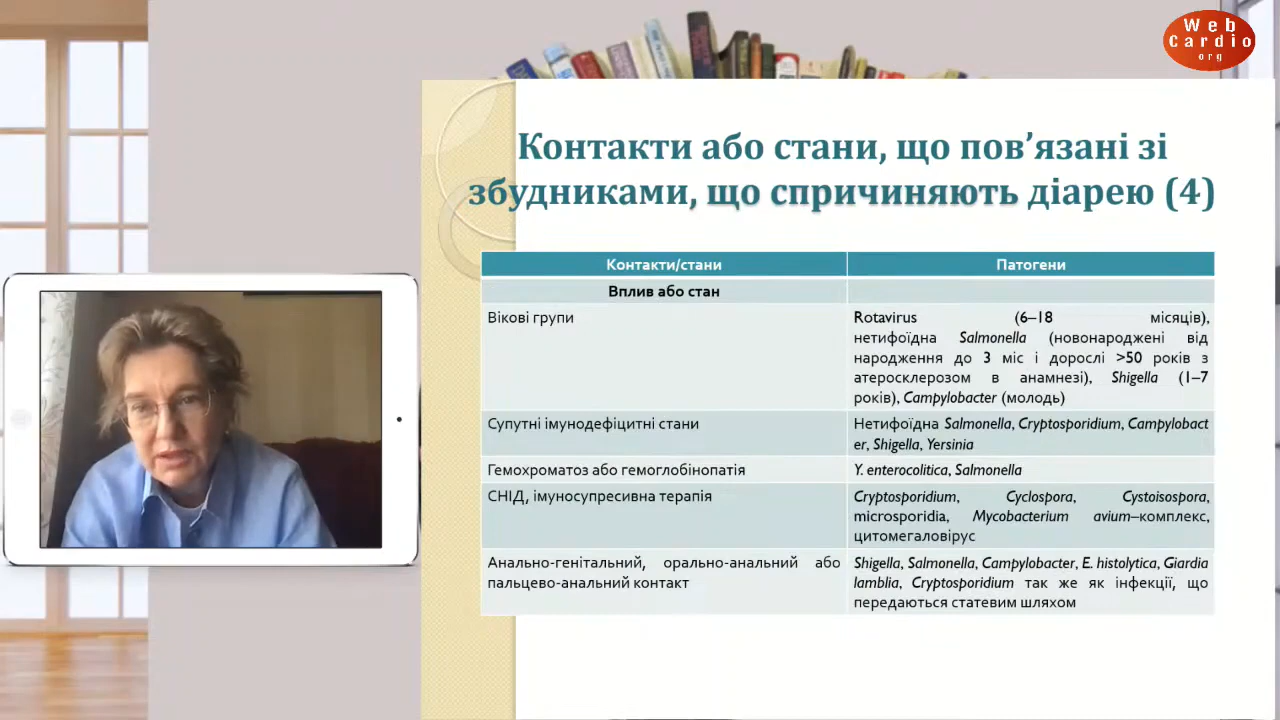 Web
Cardio
org
Контакти або стани, що пов’язані зі
збудниками, що спричиняють діарею (4)
Контакти/стани
Патогени
Вплив або стан
Вікові групи
Rotavirus (6–18 місяців),
нетифоїдна Salmonella (новонароджені від
народження до 3 міс і дорослі >50 років з
атеросклерозом в анамнезі), Shigella (1–7
років), Campylobacter (молодь)
Супутні імунодефіцитні стани
Нетифоїдна Salmonella, Cryptosporidium, Campylobact
er, Shigella, Yersinia
Гемохроматоз або гемоглобінопатія
Y. enterocolitica, Salmonella
СНІД, імуносупресивна терапія
Cryptosporidium, Cyclospora, Cystoisospora,
microsporidia, Mycobacterium avium–комплекс,
цитомегаловірус
Анально-генітальний, орально-анальний або
пальцево-анальний контакт
Shigella, Salmonella, Campylobacter, E. histolytica, Giardia
lamblia, Cryptosporidium так же як інфекції, що
передаються статевим шляхом